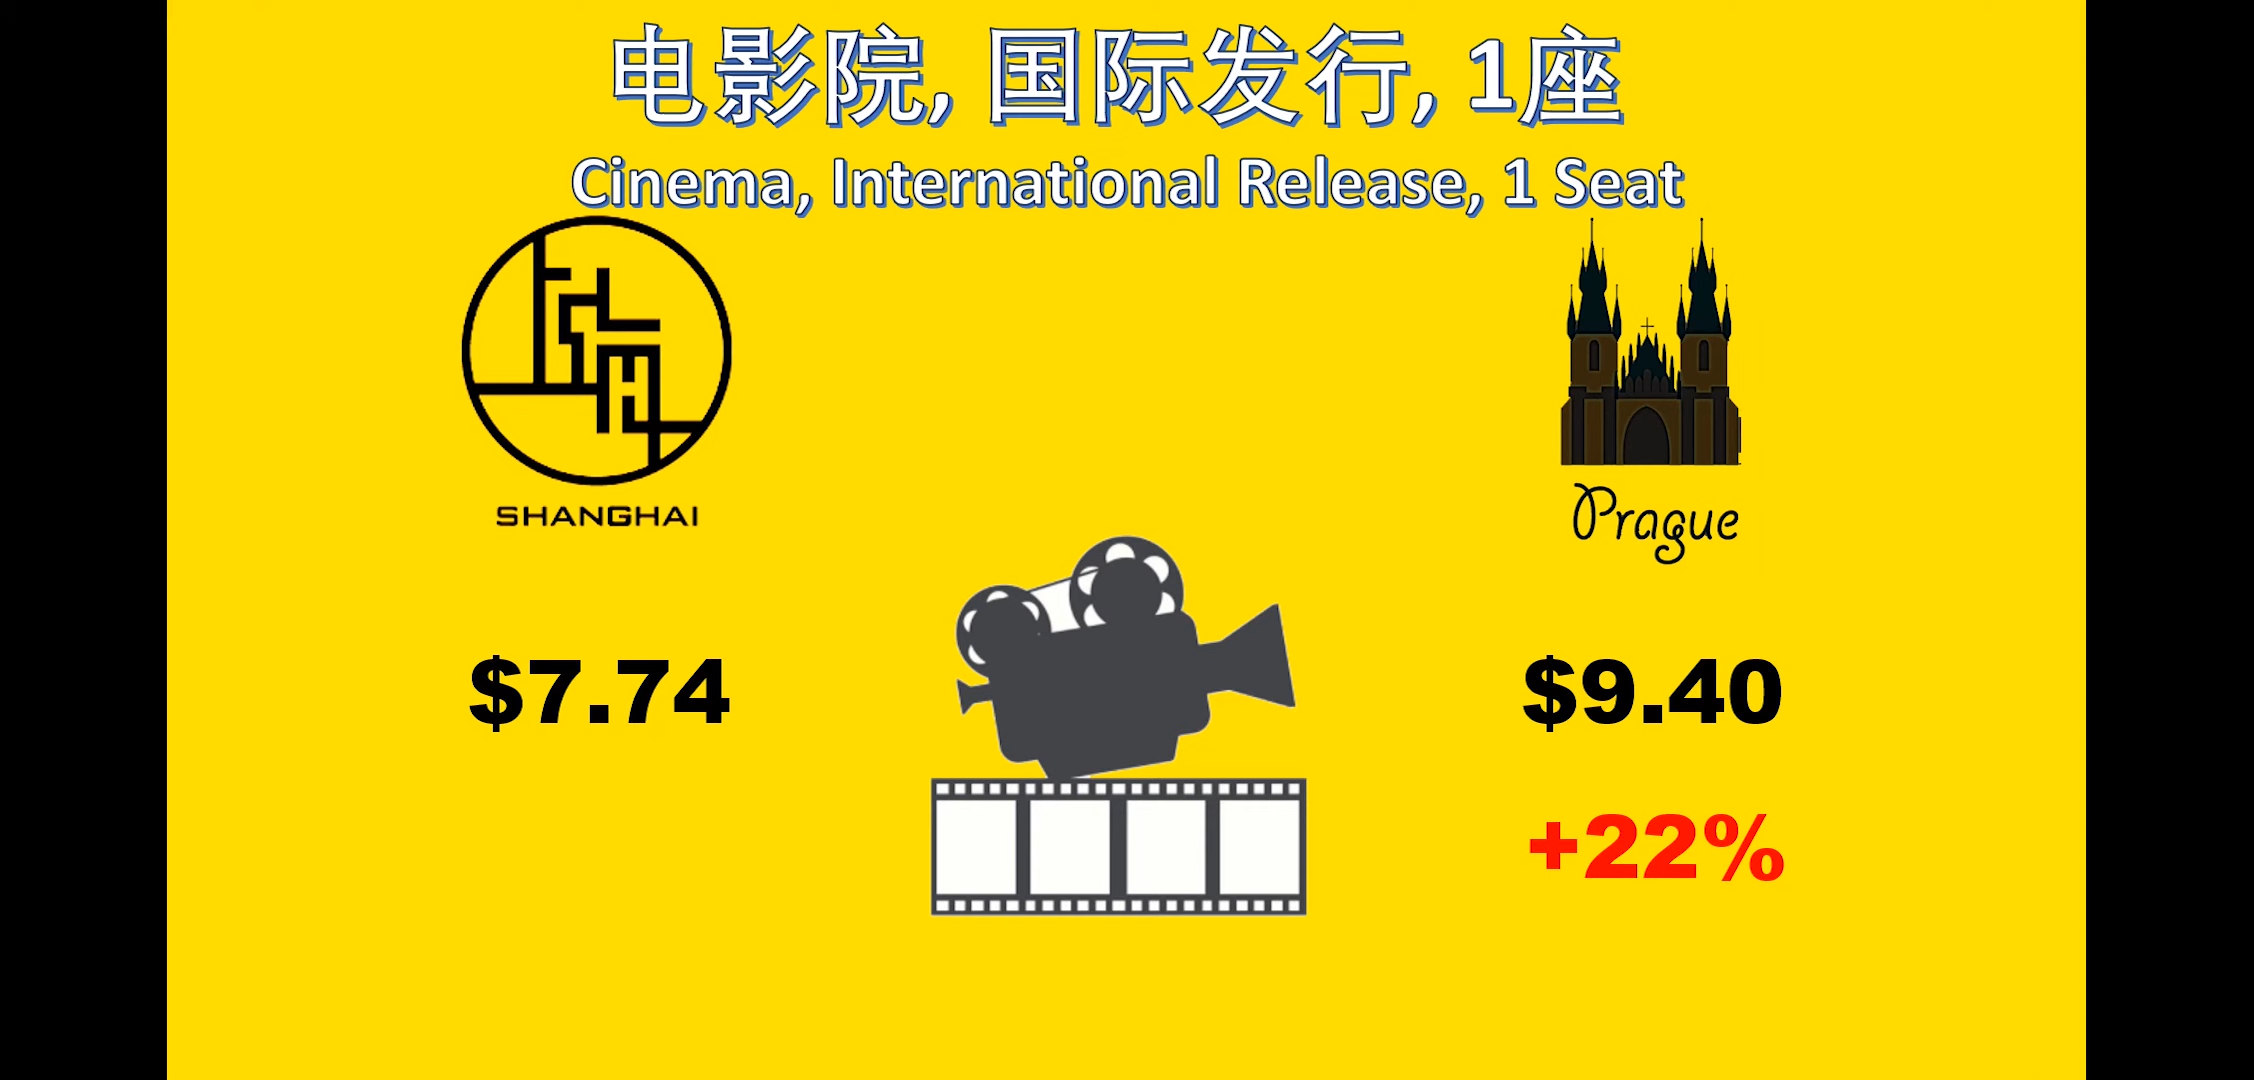 电影院, 国际发行, 1座
Cinema, International Release, 1 Seat
SHANGHAI
Prague
$7.74
$9.40
+22%